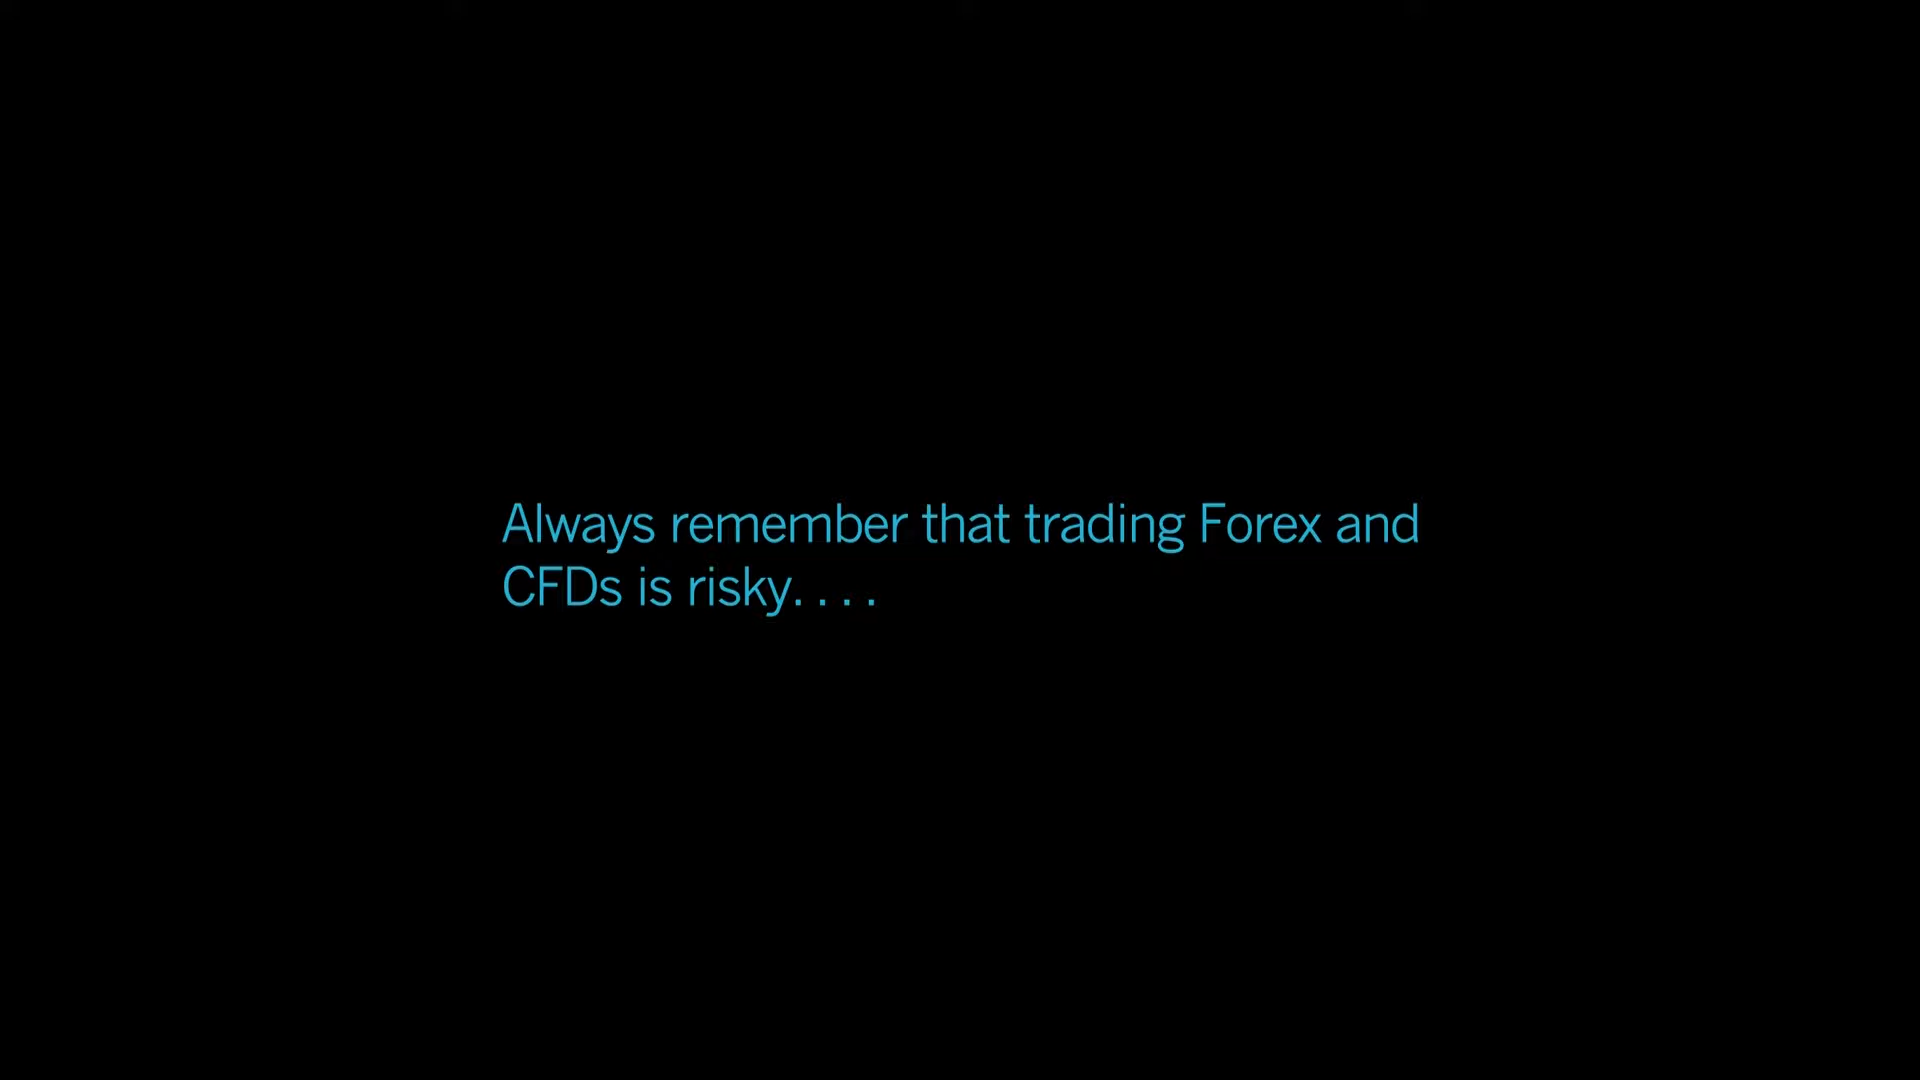 Always remember that trading Forex and
CFDs is risky. . . .